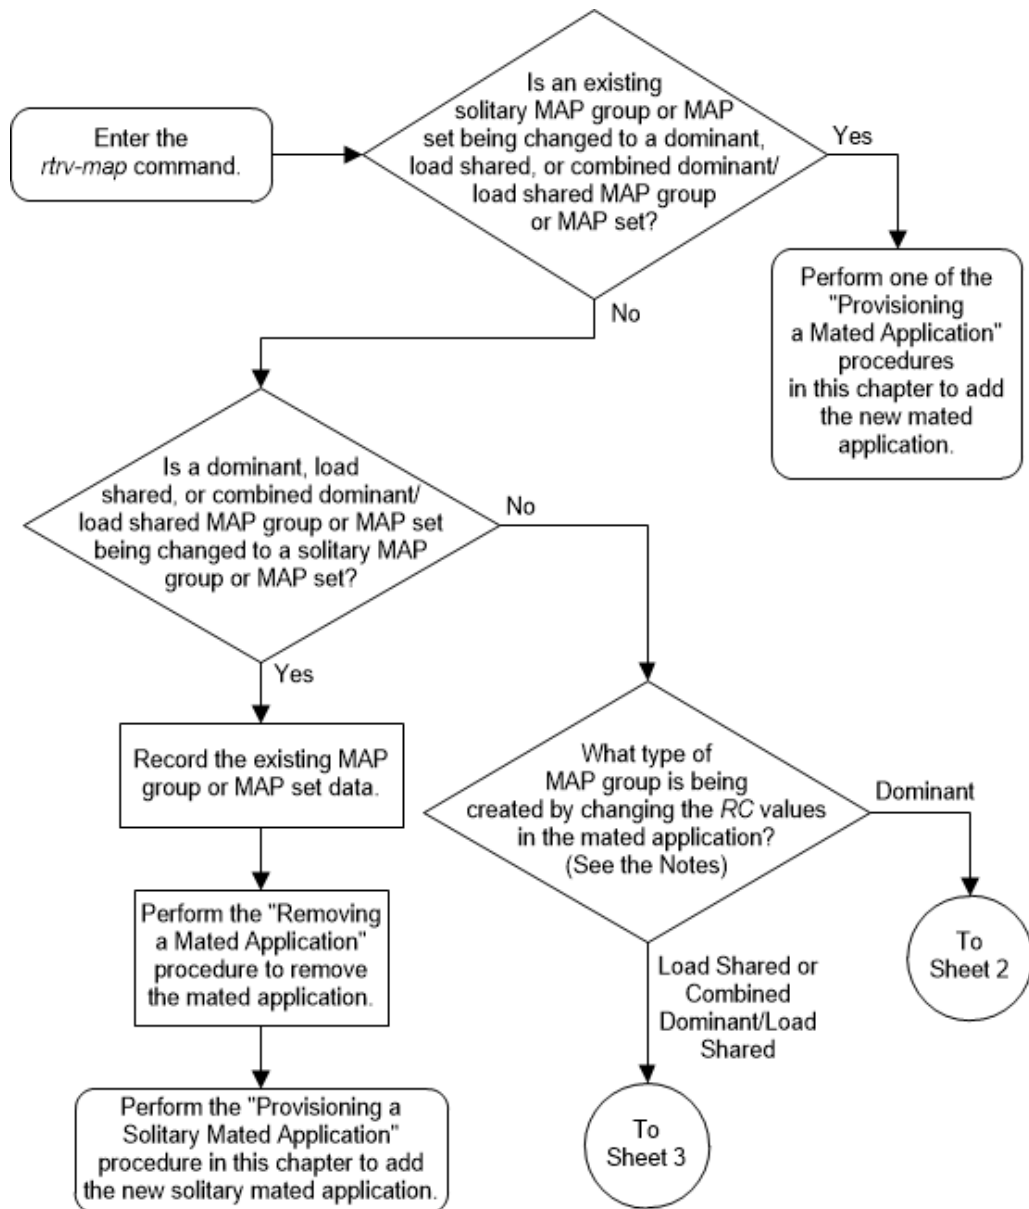 Enter the
rtrv-map command.
Is an existing
solitary MAP group or MAP
set being changed to a dominant,
load shared, or combined dominant/
load shared MAP group
or MAP set?
Yes
Perform one of the
"Provisioning
a Mated Application"
procedures
in this chapter to add
the new mated
application.
No
Is a dominant, load
shared, or combined dominant/
load shared MAP group or MAP set
being changed to a solitary MAP
group or MAP set?
No
Yes
Record the existing MAP
group or MAP set data.
Perform the "Removing
a Mated Application"
procedure to remove
the mated application.
Perform the "Provisioning a
Solitary Mated Application"
procedure in this chapter to add
the new solitary mated application.
What type of
MAP group is being
created by changing the RC values
in the mated application?
(See the Notes)
Dominant
To
Sheet 2
Load Shared or
Combined
Dominant/Load
Shared
To
Sheet 3